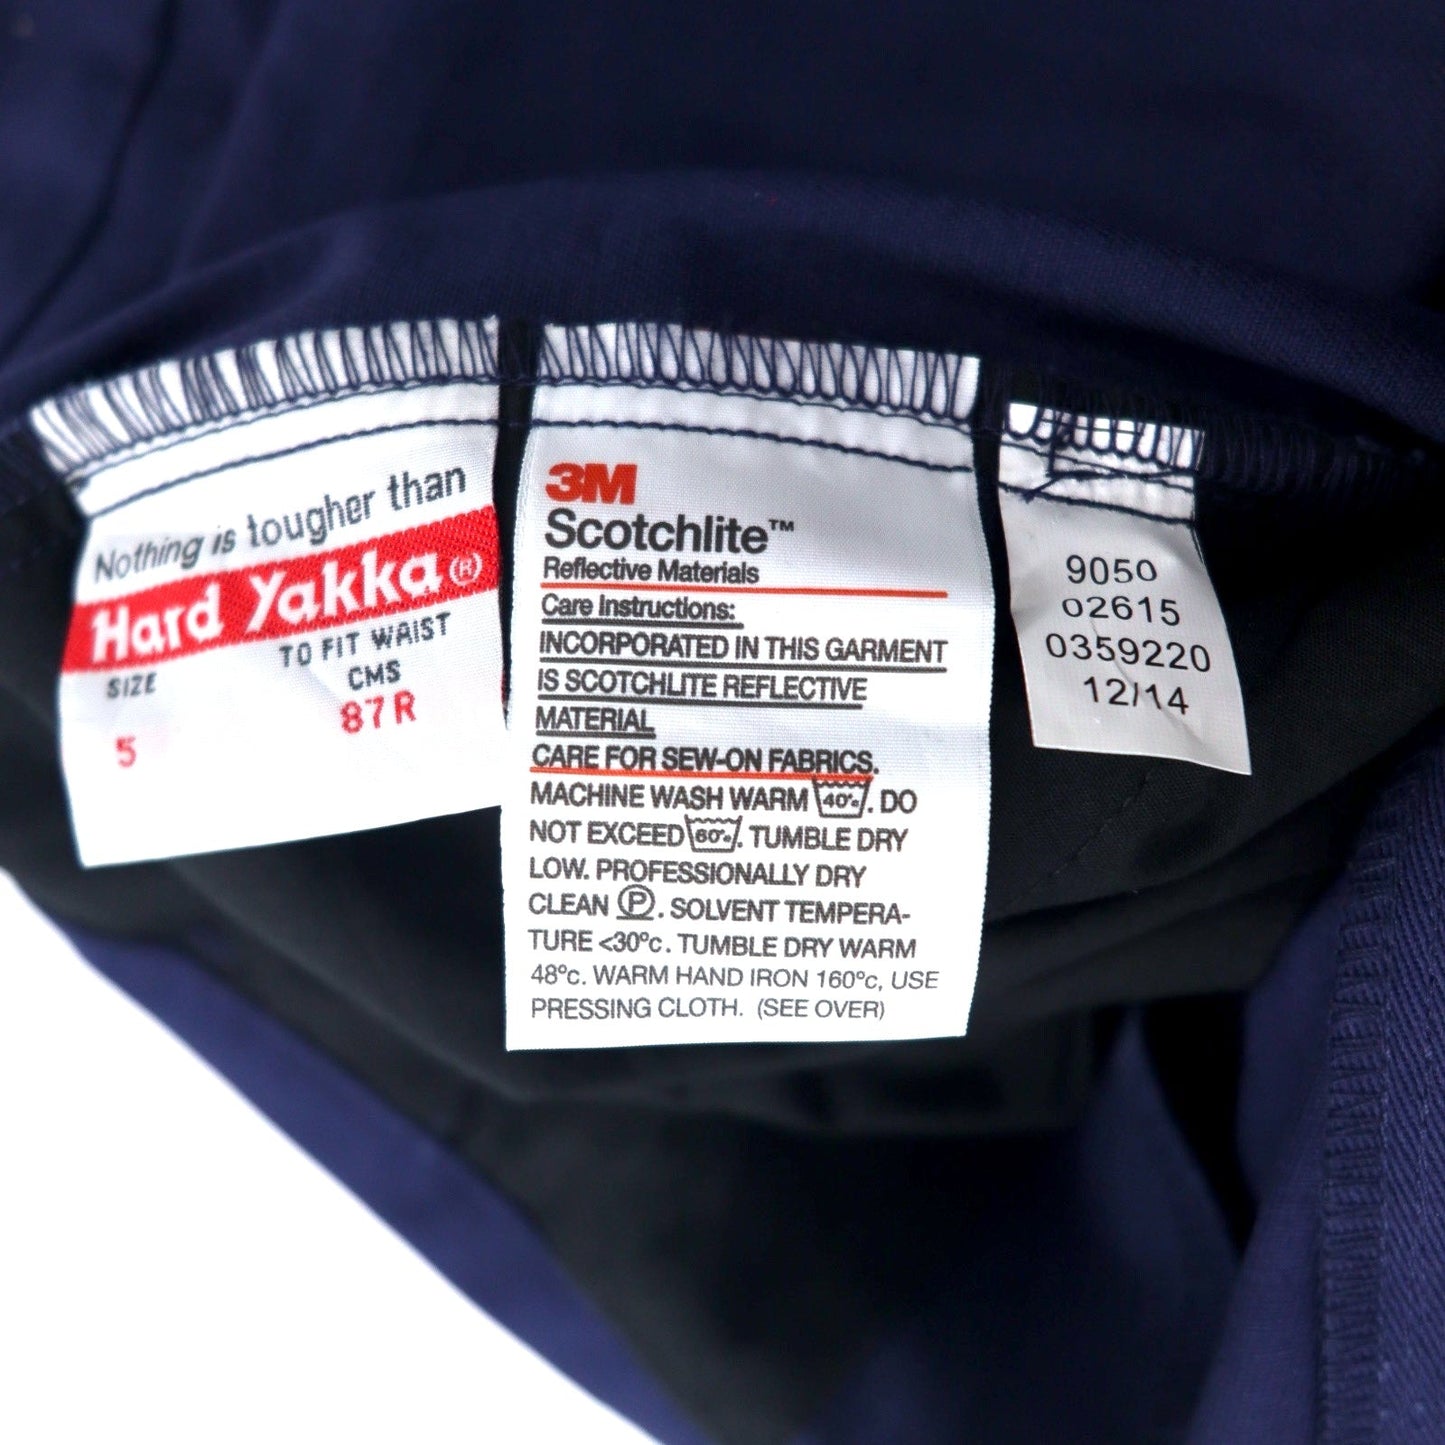 Nothing is tougher than
Hard Yakka®
SIZE
TO FIT WAIST
CMS
5
87R
3M
Scotchlite™
Reflective Materials
Care Instructions:
INCORPORATED IN THIS GARMENT
IS SCOTCHLITE REFLECTIVE
MATERIAL
CARE FOR SEW-ON FABRICS.
MACHINE WASH WARM 40°c. DO
NOT EXCEED 60°c. TUMBLE DRY
LOW. PROFESSIONALLY DRY
CLEAN Ⓟ. SOLVENT TEMPERA-
TURE <30°c. TUMBLE DRY WARM
48°c. WARM HAND IRON 160°c, USE
PRESSING CLOTH. (SEE OVER)
9050
02615
0359220
12/14